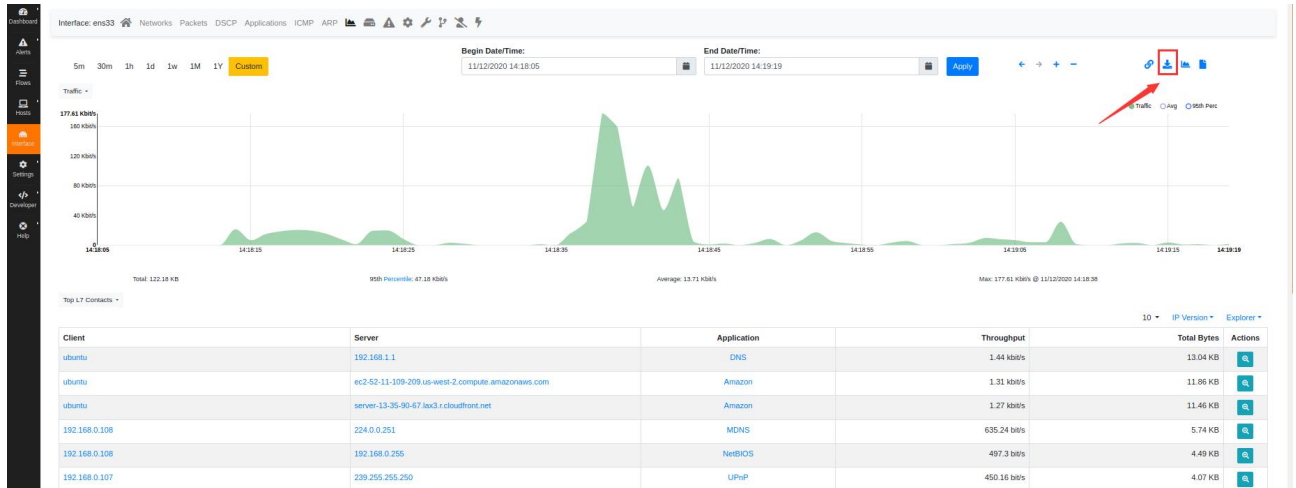 Dashboard
Alerts
Flows
Hosts
Interface
Settings
Developer
Help
Interface: ens33 Networks Packets DSCP Applications ICMP ARP
Begin Date/Time: End Date/Time:
5m 30m 1h 1d 1w 1M 1Y Custom 11/12/2020 14:18:05 11/12/2020 14:19:19 Apply
Traffic
Traffic Avg 95th Perc
177.61 Kbit/s
160 Kbit/s
120 Kbit/s
80 Kbit/s
40 Kbit/s
0
14:18:05 14:18:15 14:18:25 14:18:35 14:18:45 14:18:55 14:19:05 14:19:15 14:19:19
Total: 122.18 KB 95th Percentile: 47.18 Kbit/s Average: 13.71 Kbit/s Max: 177.61 Kbit/s @ 11/12/2020 14:18:38
Top L7 Contacts
10 IP Version Explorer
Client Server Application Throughput Total Bytes Actions
ubuntu 192.168.1.1 DNS 1.44 kbit/s 13.04 KB
ubuntu ec2-52-11-109-209.us-west-2.compute.amazonaws.com Amazon 1.31 kbit/s 11.86 KB
ubuntu server-13-35-90-67.lax3.r.cloudfront.net Amazon 1.27 kbit/s 11.46 KB
192.168.0.108 224.0.0.251 MDNS 635.24 bit/s 5.74 KB
192.168.0.108 192.168.0.255 NetBIOS 497.3 bit/s 4.49 KB
192.168.0.107 239.255.255.250 UPnP 450.16 bit/s 4.07 KB